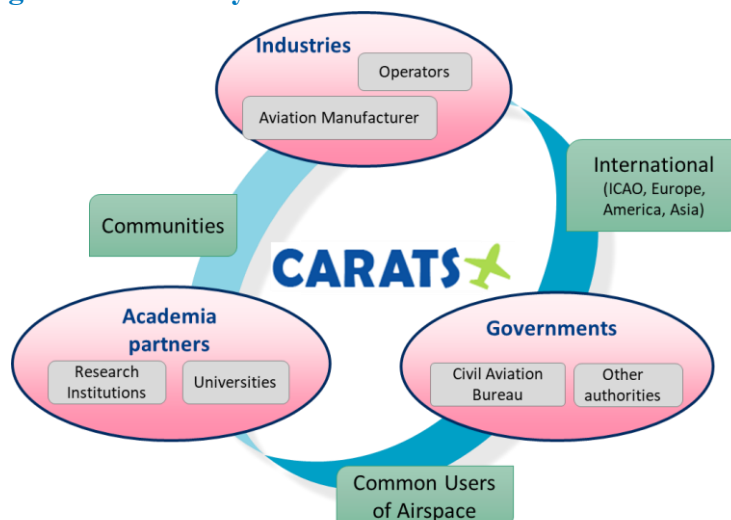 Industries
Operators
Aviation Manufacturer
International
(ICAO, Europe,
America, Asia)
Communities
CARATS
Academia
partners
Research
Institutions
Universities
Governments
Civil Aviation
Bureau
Other
authorities
Common Users
of Airspace